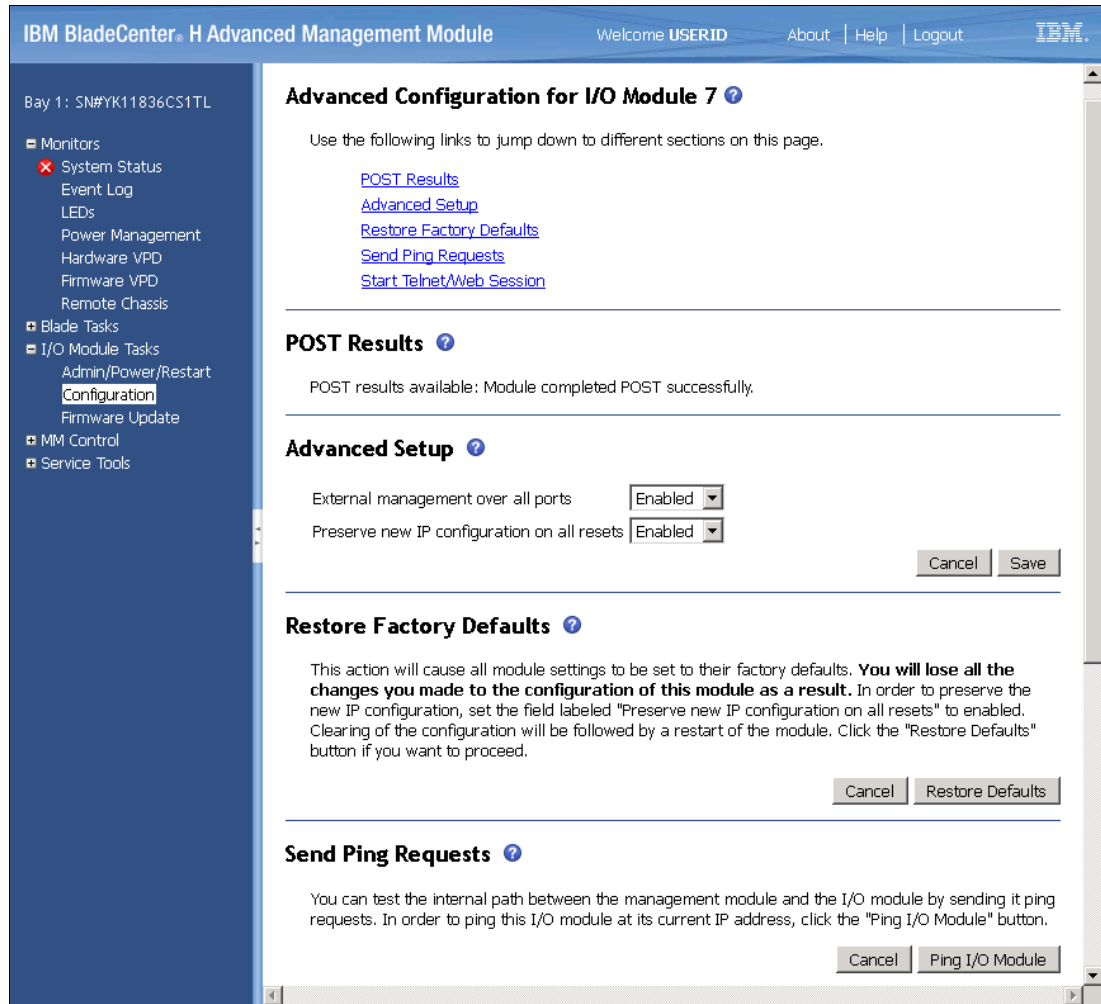 IBM BladeCenter® H Advanced Management Module
Welcome USERID
About | Help | Logout
IBM.
Bay 1: SN#YK11836CS1TL
Monitors
System Status
Event Log
LEDs
Power Management
Hardware VPD
Firmware VPD
Remote Chassis
Blade Tasks
I/O Module Tasks
Admin/Power/Restart
Configuration
Firmware Update
MM Control
Service Tools
Advanced Configuration for I/O Module 7 ?
Use the following links to jump down to different sections on this page.
POST Results
Advanced Setup
Restore Factory Defaults
Send Ping Requests
Start Telnet/Web Session
POST Results ?
POST results available: Module completed POST successfully.
Advanced Setup ?
External management over all ports Enabled
Preserve new IP configuration on all resets Enabled
Cancel Save
Restore Factory Defaults ?
This action will cause all module settings to be set to their factory defaults. You will lose all the
changes you made to the configuration of this module as a result. In order to preserve the
new IP configuration, set the field labeled "Preserve new IP configuration on all resets" to enabled.
Clearing of the configuration will be followed by a restart of the module. Click the "Restore Defaults"
button if you want to proceed.
Cancel Restore Defaults
Send Ping Requests ?
You can test the internal path between the management module and the I/O module by sending it ping
requests. In order to ping this I/O module at its current IP address, click the "Ping I/O Module" button.
Cancel Ping I/O Module